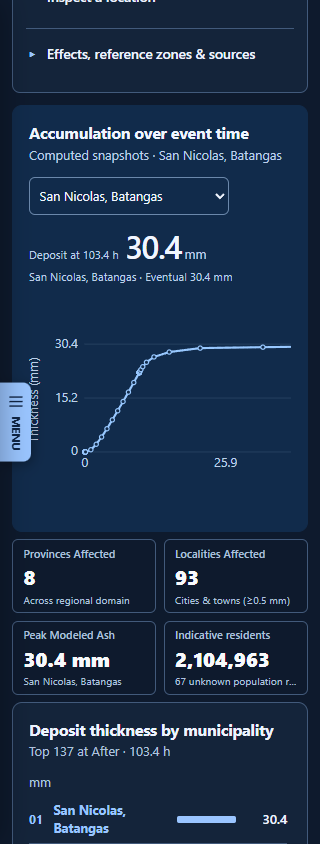 Effects, reference zones & sources
Accumulation over event time
Computed snapshots · San Nicolas, Batangas
San Nicolas, Batangas
Deposit at 103.4 h 30.4 mm
San Nicolas, Batangas · Eventual 30.4 mm
Thickness (mm)
30.4
15.2
0
0 25.9
MENU
Provinces Affected
8
Across regional domain
Localities Affected
93
Cities & towns (≥0.5 mm)
Peak Modeled Ash
30.4 mm
San Nicolas, Batangas
Indicative residents
2,104,963
67 unknown population r...
Deposit thickness by municipality
Top 137 at After · 103.4 h
mm
01 San Nicolas, Batangas 30.4